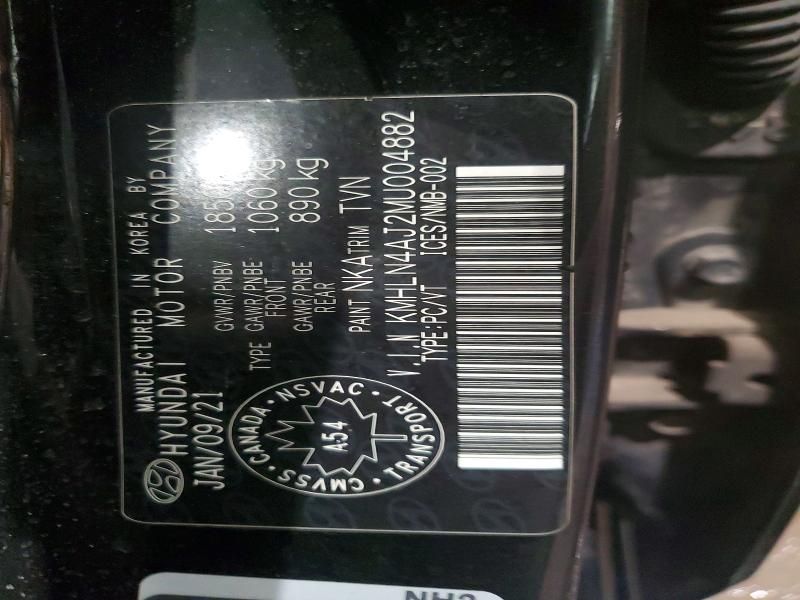 MANUFACTURED IN KOREA BY
HYUNDAI MOTOR COMPANY
JAN/09/21
GVWR/PNBV 185
TYPE GAWR/PNBE FRONT 1060 kg
GAWR/PNBE REAR 890 kg
PAINT NKA TRIM TVN
V.I.N KMHLN4AJ2MU004882
TYPE:PC/VT ICES/NMB-002
CMVSS • CANADA • NSVAC • TRANSPORT
A54